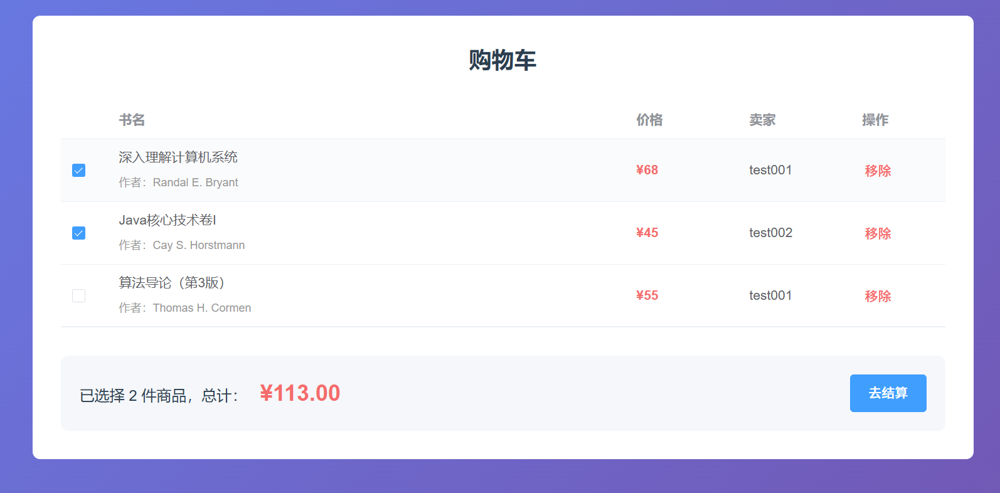 购物车
书名 价格 卖家 操作
深入理解计算机系统
作者：Randal E. Bryant
¥68 test001 移除
Java核心技术卷I
作者：Cay S. Horstmann
¥45 test002 移除
算法导论（第3版）
作者：Thomas H. Cormen
¥55 test001 移除
已选择 2 件商品，总计： ¥113.00 去结算